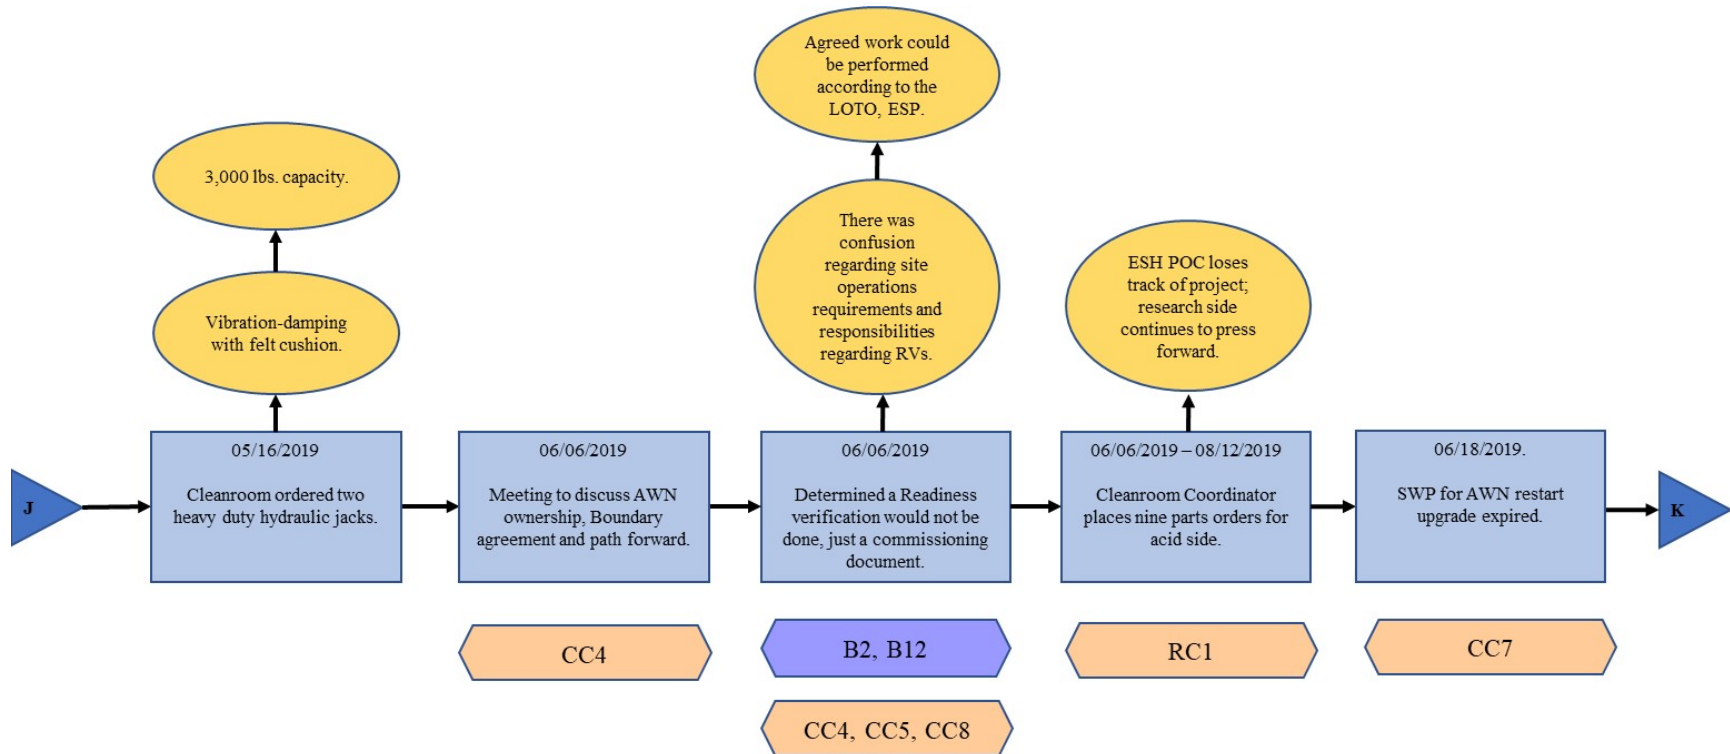 Agreed work could
be performed
according to the
LOTO, ESP.
3,000 lbs. capacity.
There was
confusion
regarding site
operations
requirements and
responsibilities
regarding RVs.
ESH POC loses
track of project;
research side
continues to press
forward.
Vibration-damping
with felt cushion.
J
05/16/2019
Cleanroom ordered two
heavy duty hydraulic jacks.
06/06/2019
Meeting to discuss AWN
ownership, Boundary
agreement and path forward.
06/06/2019
Determined a Readiness
verification would not be
done, just a commissioning
document.
06/06/2019 – 08/12/2019
Cleanroom Coordinator
places nine parts orders for
acid side.
06/18/2019.
SWP for AWN restart
upgrade expired.
K
CC4
B2, B12
RC1
CC7
CC4, CC5, CC8